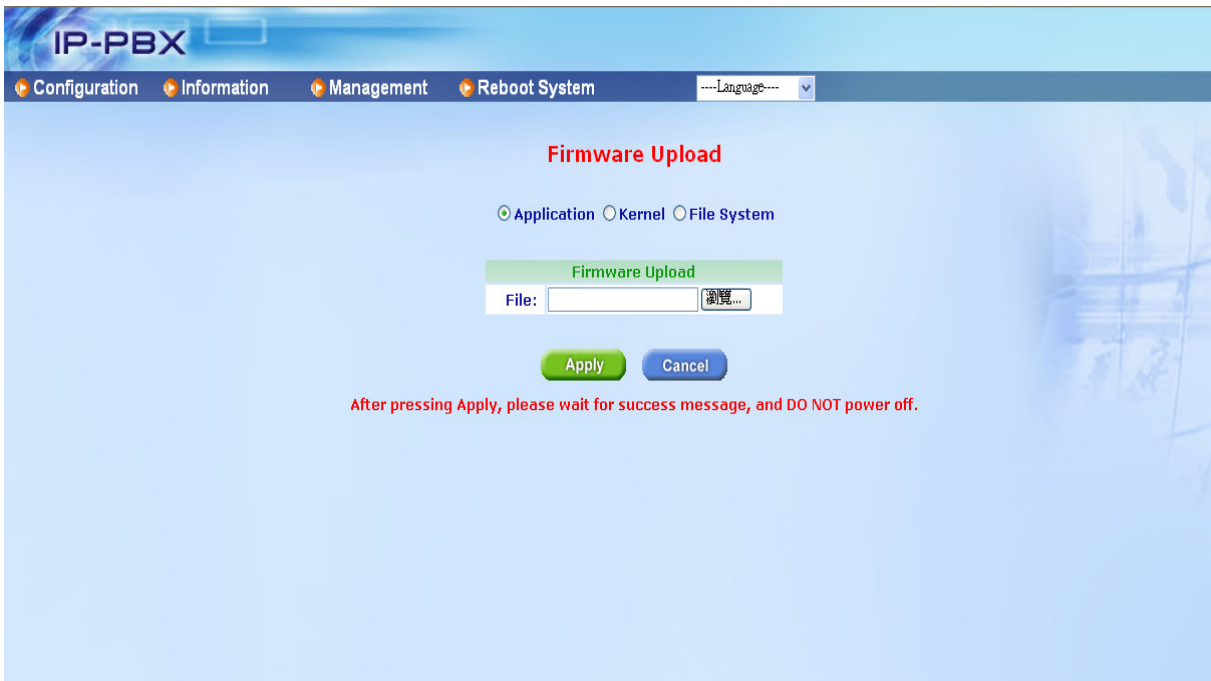 IP-PBX
Configuration Information Management Reboot System ----Language----
Firmware Upload
Application Kernel File System
Firmware Upload
File: 瀏覽...
Apply Cancel
After pressing Apply, please wait for success message, and DO NOT power off.